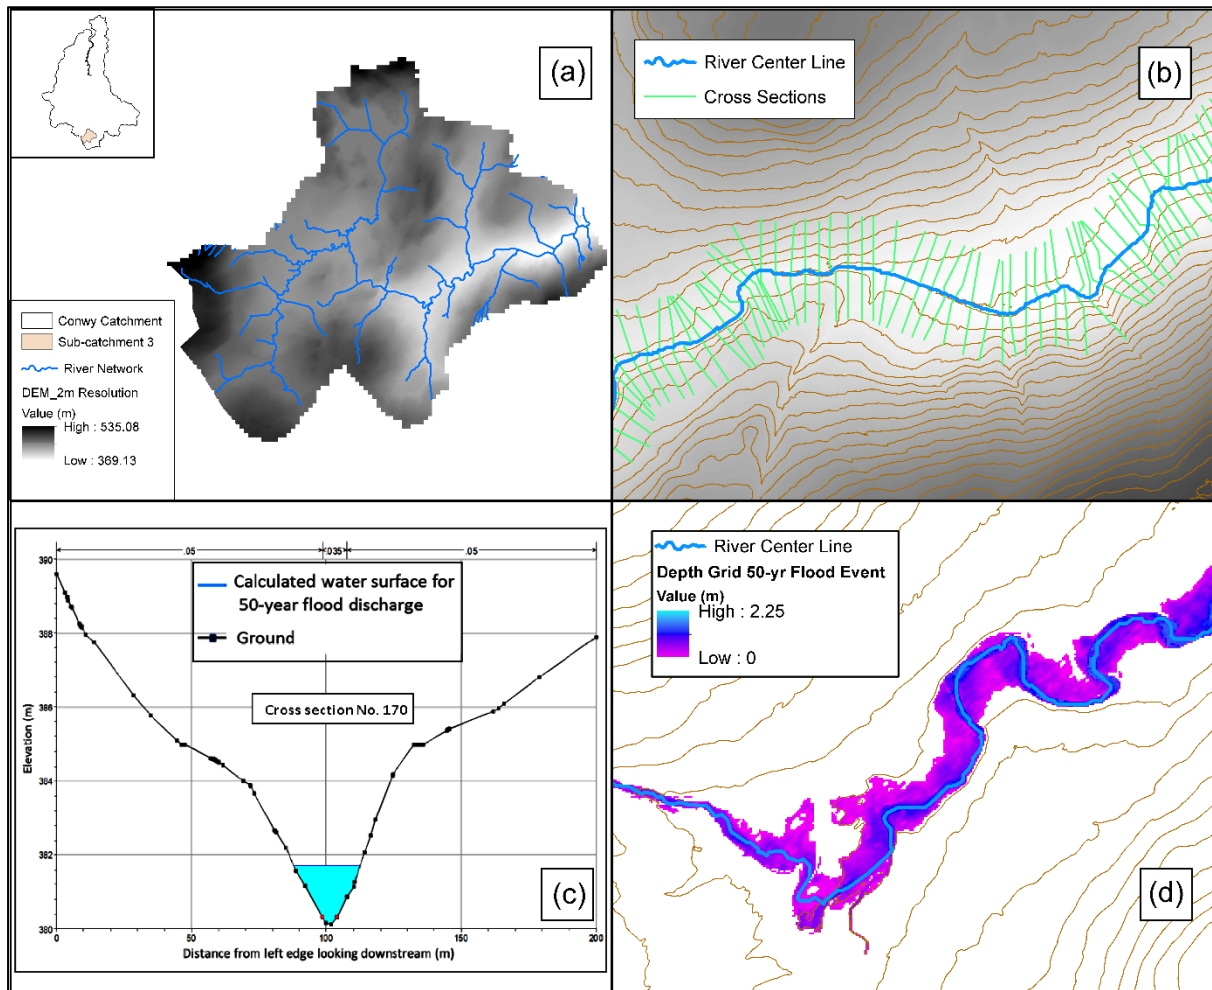 (a)
Conwy Catchment
Sub-catchment 3
River Network
DEM_2m Resolution
Value (m)
High : 535.08
Low : 369.13
(b)
River Center Line
Cross Sections
.05
.035
.05
390
388
386
384
382
380
Elevation (m)
Calculated water surface for
50-year flood discharge
Ground
Cross section No. 170
(c)
0
50
100
150
200
Distance from left edge looking downstream (m)
River Center Line
Depth Grid 50-yr Flood Event
Value (m)
High : 2.25
Low : 0
(d)